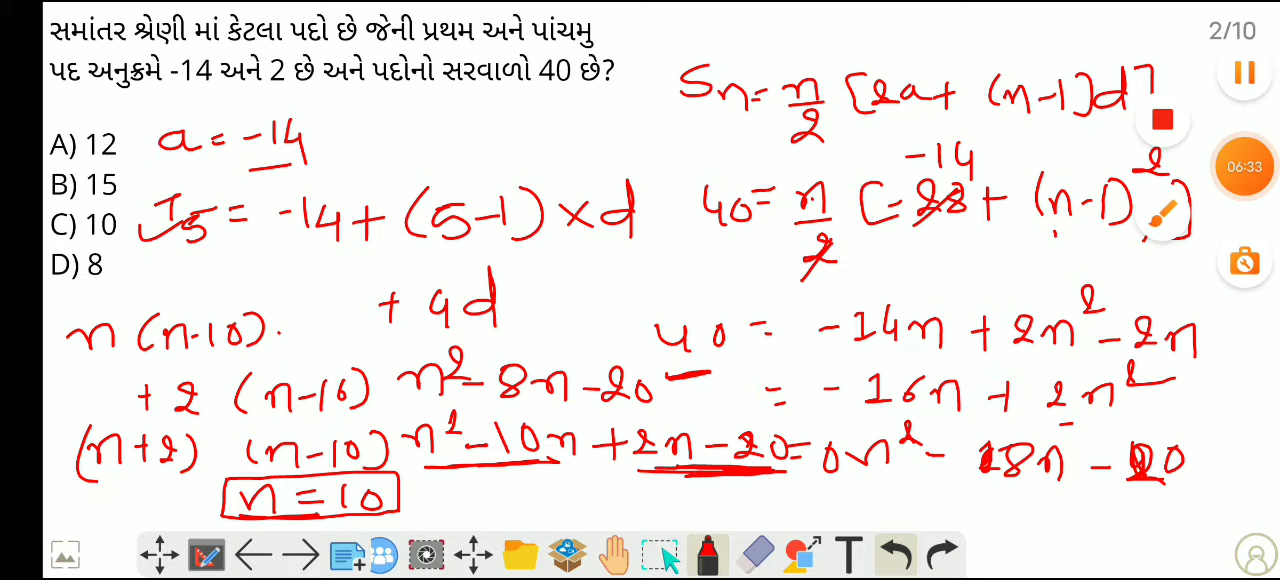 સમાંતર શ્રેણી માં કેટલા પદો છે જેની પ્રથમ અને પાંચમુ
પદ અનુક્રમે -14 અને 2 છે અને પદોનો સરવાળો 40 છે?
2/10
A) 12
B) 15
C) 10
D) 8
06:33
a = -14
T5 = -14 + (5-1) × d
+ 4d
Sn = n/2 [2a + (n-1)d]
-14
40 = n/2 [-28 + (n-1)2]
40 = -14n + 2n² - 2n
= -16n + 2n²
n² - 8n - 20
n² - 8n - 20
n² - 10n + 2n - 20 = 0
n (n-10)
+ 2 (n-10)
(n+2) (n-10)
n = 10
T